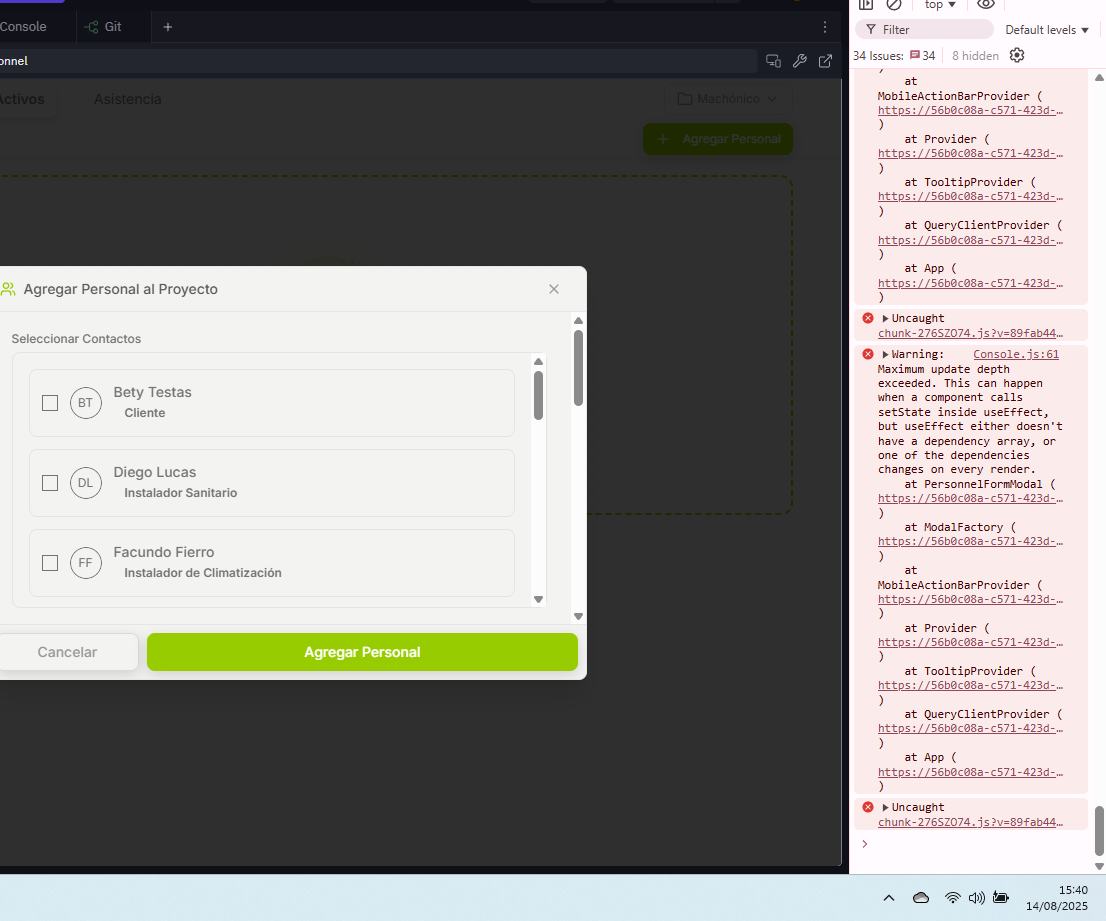 Console
Git
+
onnel
Activos
Asistencia
Machónico
+ Agregar Personal
Agregar Personal al Proyecto
Seleccionar Contactos
BT
Bety Testas
Cliente
DL
Diego Lucas
Instalador Sanitario
FF
Facundo Fierro
Instalador de Climatización
Cancelar
Agregar Personal
top
Filter
Default levels
34 Issues: 34
8 hidden
)
at
MobileActionBarProvider (
https://56b0c08a-c571-423d-…
)
at Provider (
https://56b0c08a-c571-423d-…
)
at TooltipProvider (
https://56b0c08a-c571-423d-…
)
at QueryClientProvider (
https://56b0c08a-c571-423d-…
)
at App (
https://56b0c08a-c571-423d-…
)
Uncaught
chunk-276SZO74.js?v=89fab44…
Warning: Console.js:61
Maximum update depth
exceeded. This can happen
when a component calls
setState inside useEffect,
but useEffect either doesn't
have a dependency array, or
one of the dependencies
changes on every render.
at PersonnelFormModal (
https://56b0c08a-c571-423d-…
)
at ModalFactory (
https://56b0c08a-c571-423d-…
)
at
MobileActionBarProvider (
https://56b0c08a-c571-423d-…
)
at Provider (
https://56b0c08a-c571-423d-…
)
at TooltipProvider (
https://56b0c08a-c571-423d-…
)
at QueryClientProvider (
https://56b0c08a-c571-423d-…
)
at App (
https://56b0c08a-c571-423d-…
)
Uncaught
chunk-276SZO74.js?v=89fab44…
15:40
14/08/2025